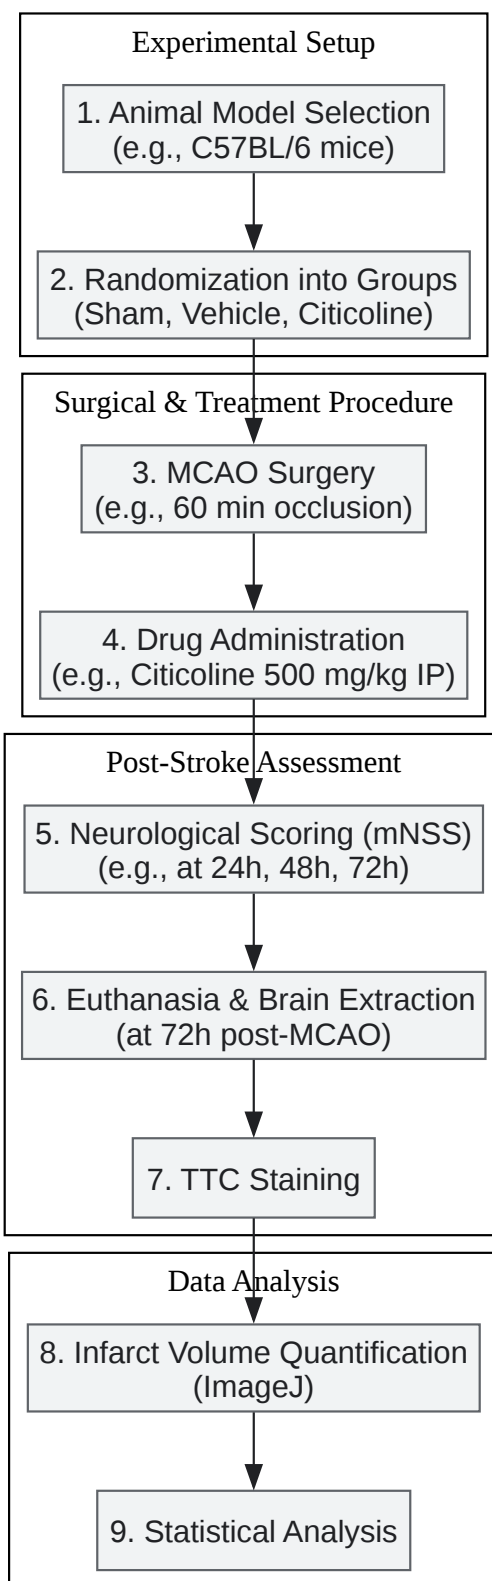 Experimental Setup
1. Animal Model Selection
(e.g., C57BL/6 mice)
2. Randomization into Groups
(Sham, Vehicle, Citicoline)
Surgical & Treatment Procedure
3. MCAO Surgery
(e.g., 60 min occlusion)
4. Drug Administration
(e.g., Citicoline 500 mg/kg IP)
Post-Stroke Assessment
5. Neurological Scoring (mNSS)
(e.g., at 24h, 48h, 72h)
6. Euthanasia & Brain Extraction
(at 72h post-MCAO)
7. TTC Staining
Data Analysis
8. Infarct Volume Quantification
(ImageJ)
9. Statistical Analysis